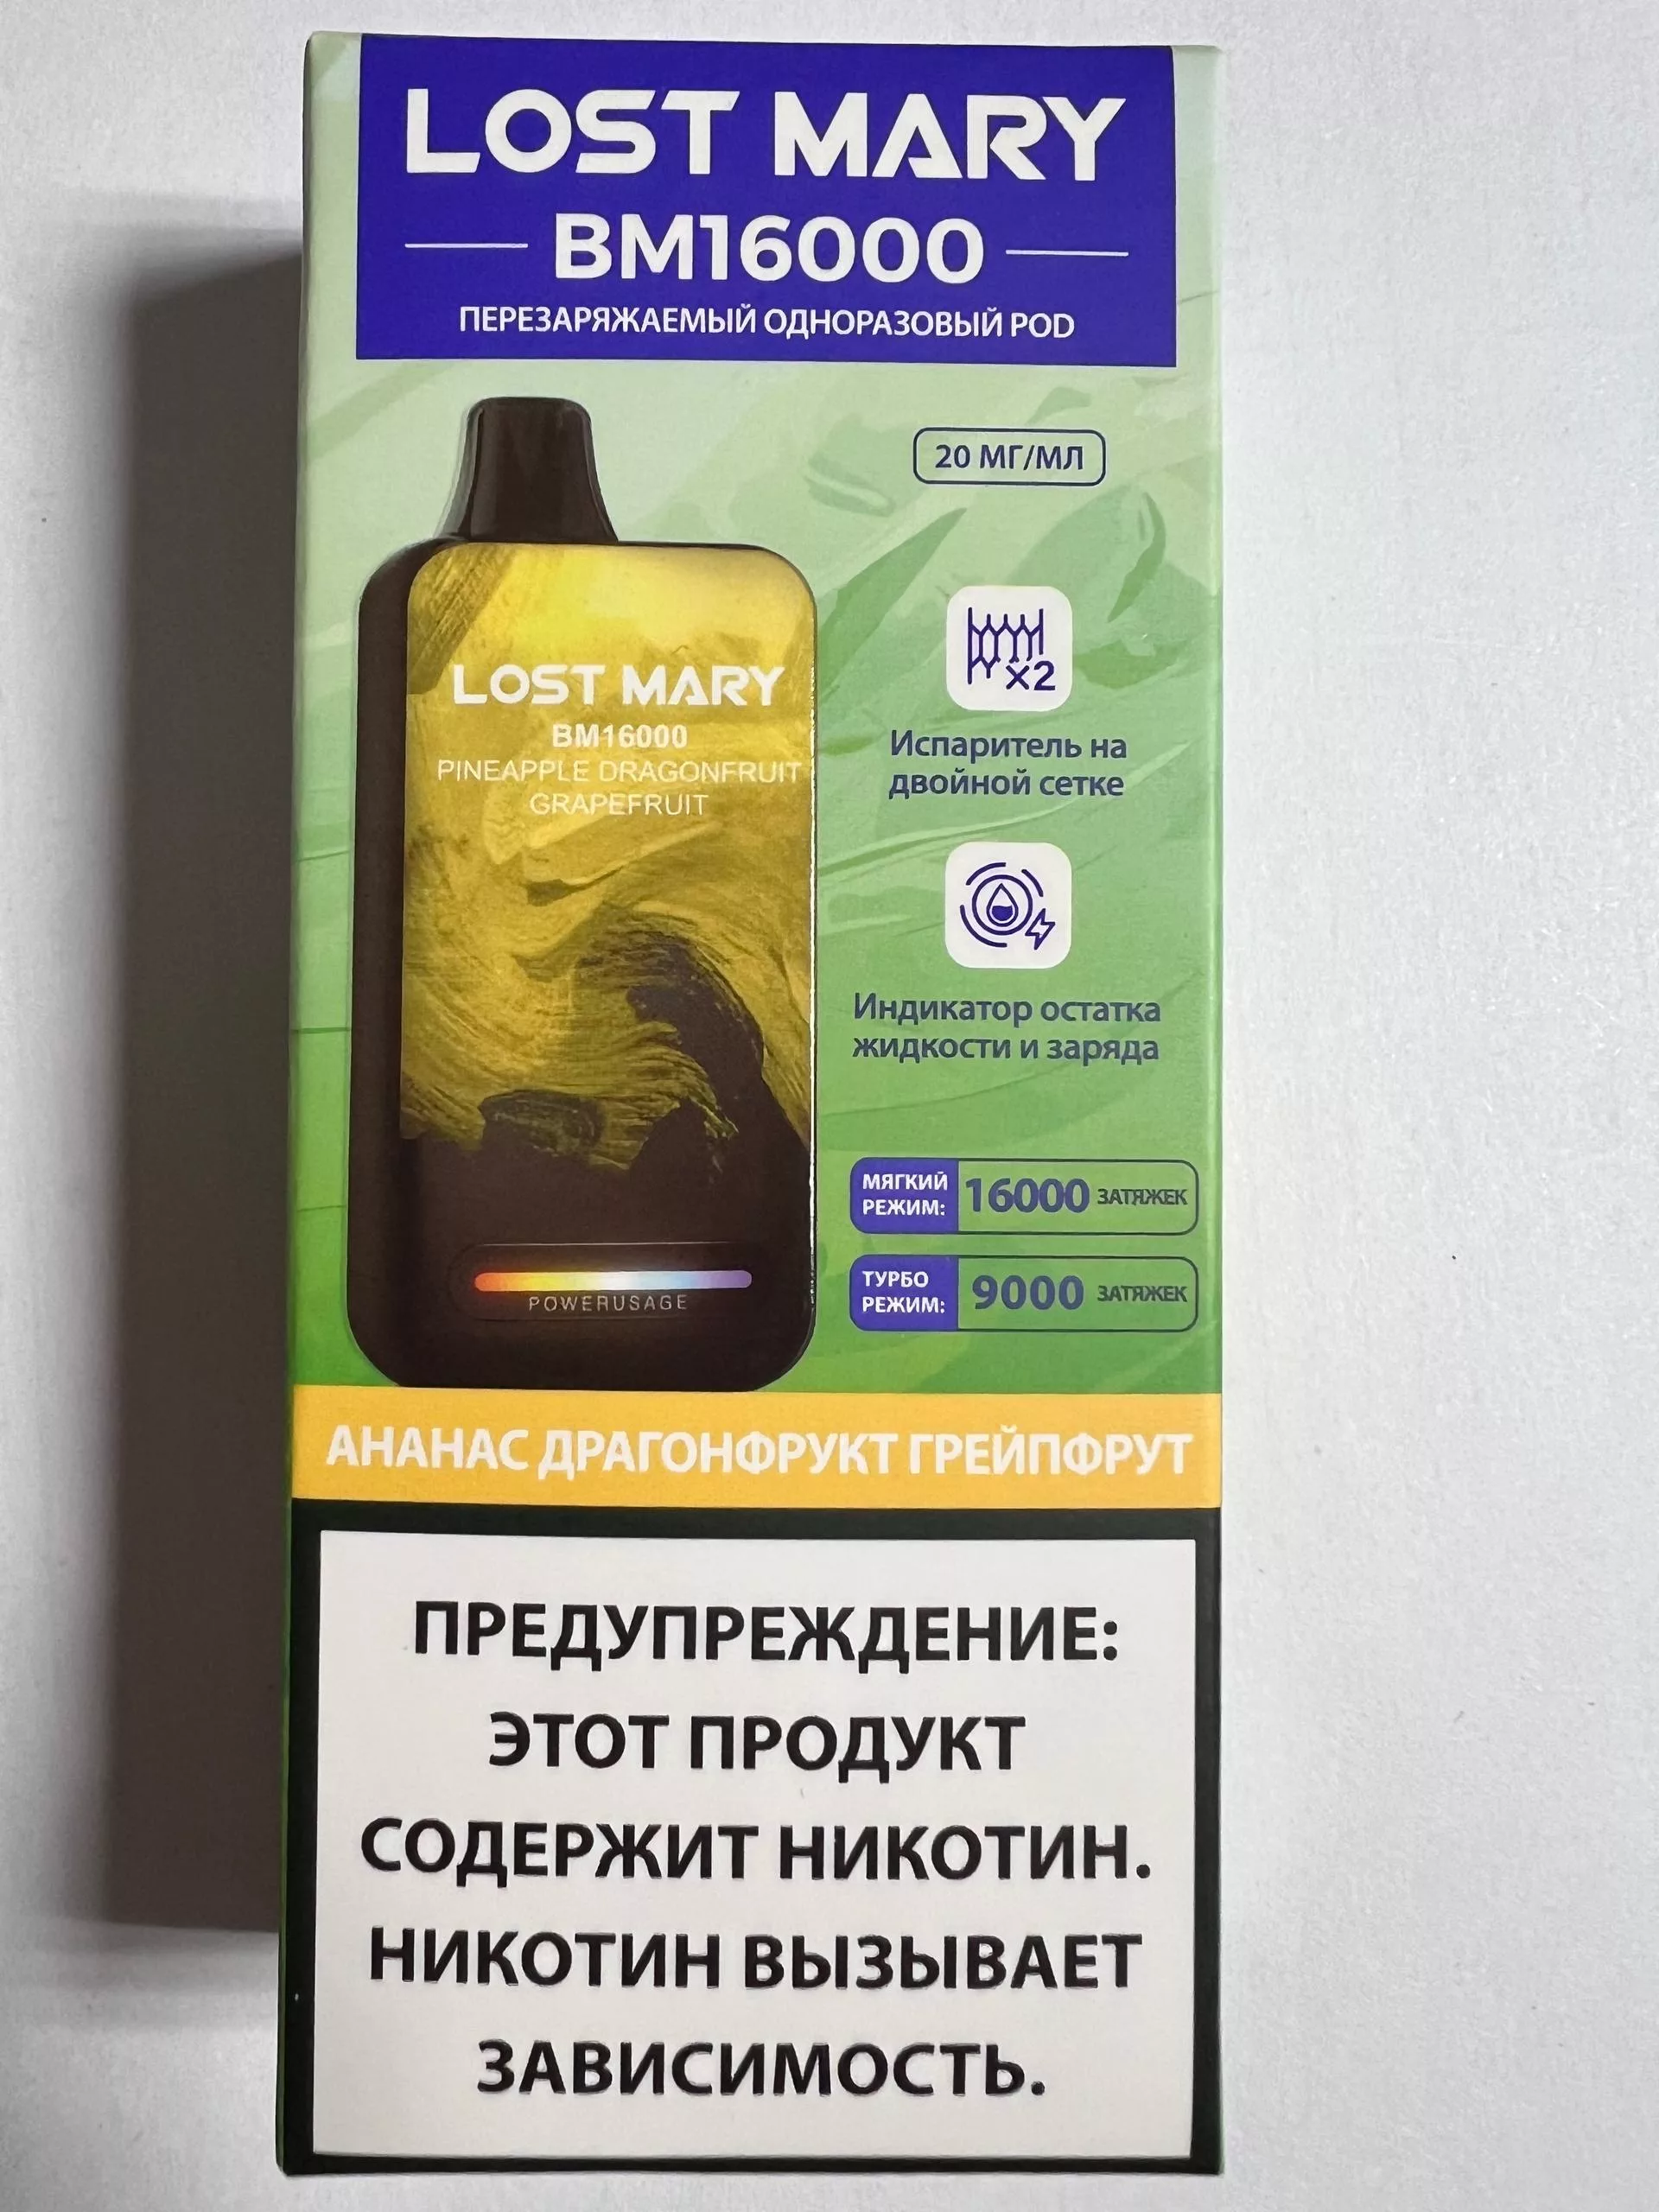 LOST MARY
BM16000
ПЕРЕЗАРЯЖАЕМЫЙ ОДНОРАЗОВЫЙ POD
20 МГ/МЛ
LOST MARY
BM16000
PINEAPPLE DRAGONFRUIT
GRAPEFRUIT
x2
Испаритель на
двойной сетке
Индикатор остатка
жидкости и заряда
МЯГКИЙ
РЕЖИМ:
16000 ЗАТЯЖЕК
ТУРБО
РЕЖИМ:
9000 ЗАТЯЖЕК
POWERUSAGE
АНАНАС ДРАГОНФРУКТ ГРЕЙПФРУТ
ПРЕДУПРЕЖДЕНИЕ:
ЭТОТ ПРОДУКТ
СОДЕРЖИТ НИКОТИН.
НИКОТИН ВЫЗЫВАЕТ
ЗАВИСИМОСТЬ.